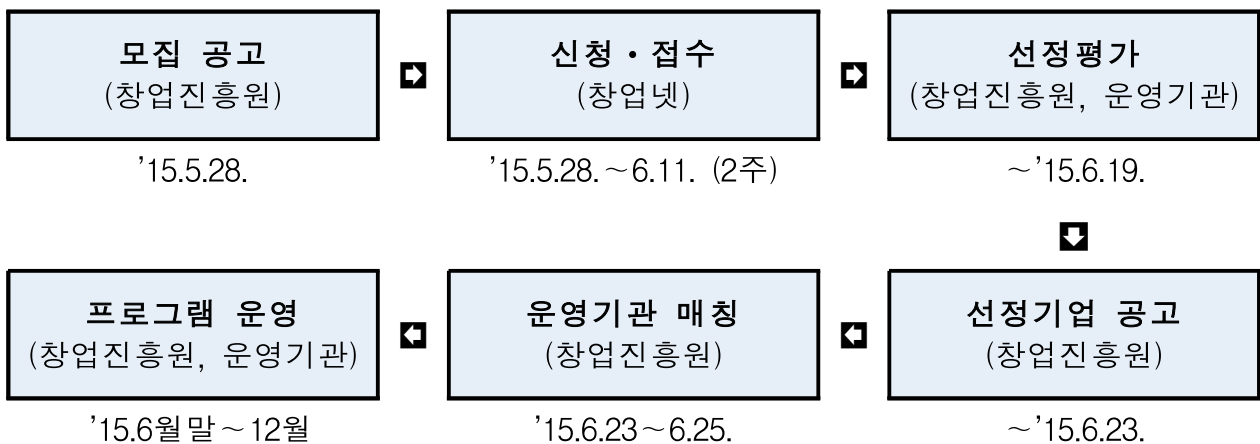 모집 공고
(창업진흥원)
’15.5.28.
신청・접수
(창업넷)
’15.5.28.～6.11. (2주)
선정평가
(창업진흥원, 운영기관)
～’15.6.19.
선정기업 공고
(창업진흥원)
～’15.6.23.
운영기관 매칭
(창업진흥원)
’15.6.23～6.25.
프로그램 운영
(창업진흥원, 운영기관)
’15.6월말～12월